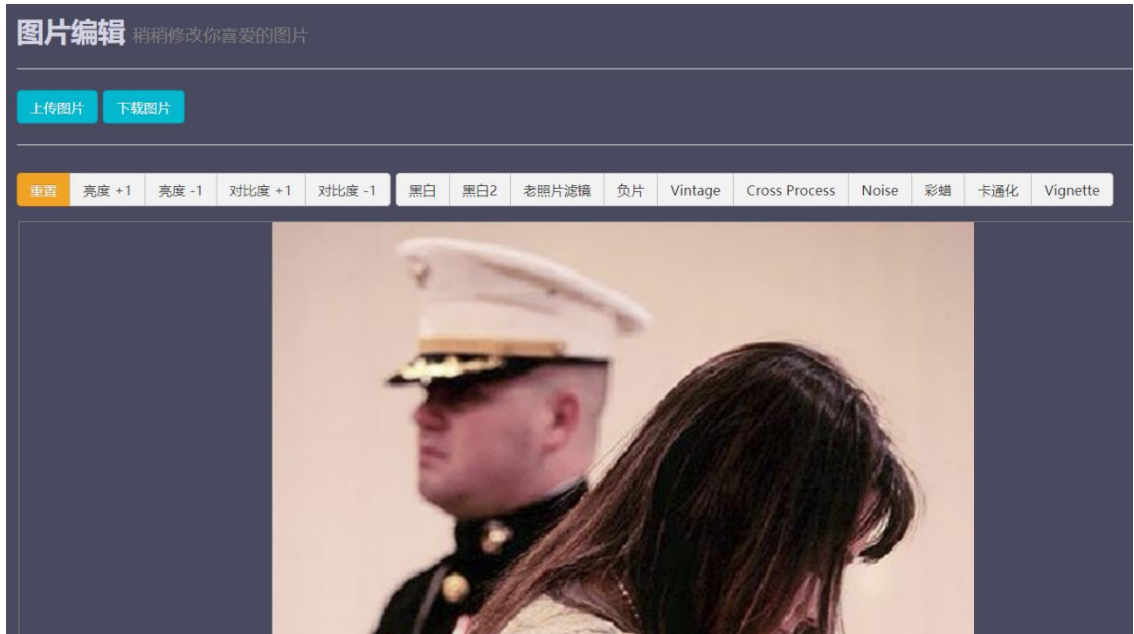 图片编辑 稍稍修改你喜爱的图片
上传图片 下载图片
重置 亮度 +1 亮度 -1 对比度 +1 对比度 -1 黑白 黑白2 老照片滤镜 负片 Vintage Cross Process Noise 彩蜡 卡通化 Vignette